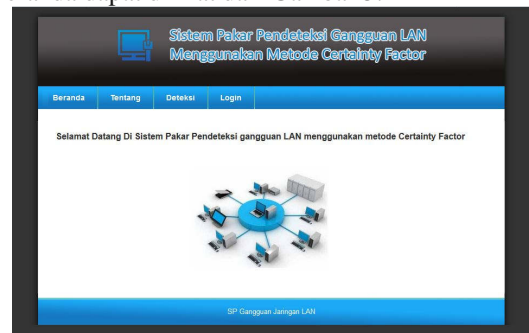 Sistem Pakar Pendeteksi Gangguan LAN
Menggunakan Metode Certainty Factor
Beranda Tentang Deteksi Login
Selamat Datang Di Sistem Pakar Pendeteksi gangguan LAN menggunakan metode Certainty Factor
SP Gangguan Jaringan LAN